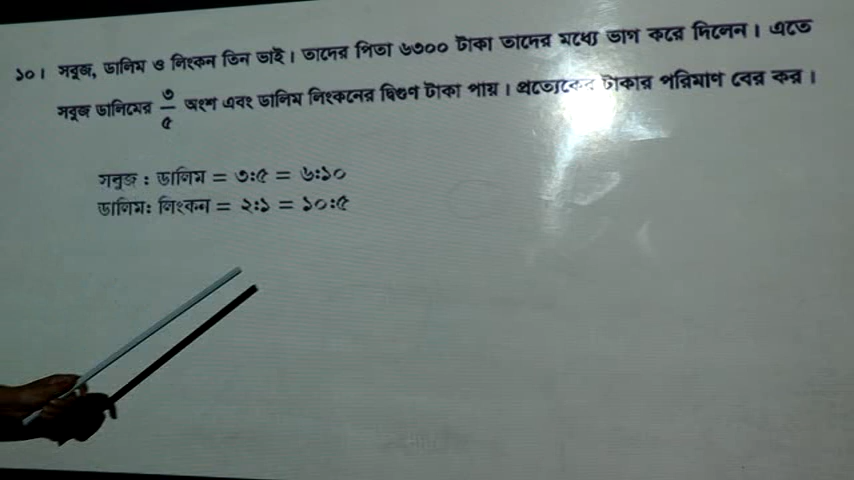 ১০। সবুজ, ডালিম ও লিংকন তিন ভাই। তাদের পিতা ৬৩০০ টাকা তাদের মধ্যে ভাগ করে দিলেন। এতে
সবুজ ডালিমের ৩/৫ অংশ এবং ডালিম লিংকনের দ্বিগুণ টাকা পায়। প্রত্যেকের টাকার পরিমাণ বের কর।
সবুজ : ডালিম = ৩:৫ = ৬:১০
ডালিম: লিংকন = ২:১ = ১০:৫